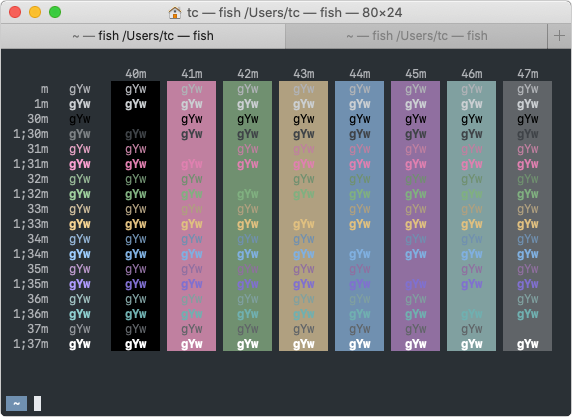 tc — fish /Users/tc — fish — 80×24
~ — fish /Users/tc — fish
~ — fish /Users/tc — fish
+
40m 41m 42m 43m 44m 45m 46m 47m
m gYw gYw gYw gYw gYw gYw gYw gYw gYw
1m gYw gYw gYw gYw gYw gYw gYw gYw gYw
30m gYw gYw gYw gYw gYw gYw gYw gYw
1;30m gYw gYw gYw gYw gYw gYw gYw gYw gYw
31m gYw gYw gYw gYw gYw gYw gYw gYw
1;31m gYw gYw gYw gYw gYw gYw gYw gYw gYw
32m gYw gYw gYw gYw gYw gYw gYw gYw
1;32m gYw gYw gYw gYw gYw gYw gYw gYw gYw
33m gYw gYw gYw gYw gYw gYw gYw gYw
1;33m gYw gYw gYw gYw gYw gYw gYw gYw gYw
34m gYw gYw gYw gYw gYw gYw gYw gYw
1;34m gYw gYw gYw gYw gYw gYw gYw gYw gYw
35m gYw gYw gYw gYw gYw gYw gYw gYw
1;35m gYw gYw gYw gYw gYw gYw gYw gYw gYw
36m gYw gYw gYw gYw gYw gYw gYw gYw
1;36m gYw gYw gYw gYw gYw gYw gYw gYw gYw
37m gYw gYw gYw gYw gYw gYw gYw gYw
1;37m gYw gYw gYw gYw gYw gYw gYw gYw gYw
~